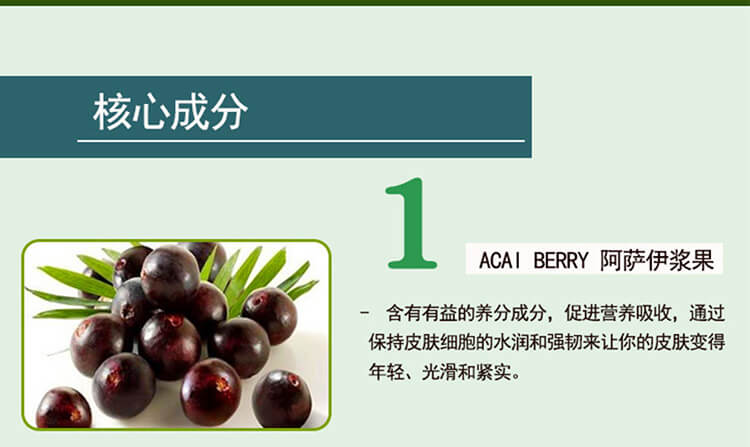 核心成分
1
ACAI BERRY 阿萨伊浆果
- 含有有益的养分成分，促进营养吸收，通过
保持皮肤细胞的水润和强韧来让你的皮肤变得
年轻、光滑和紧实。